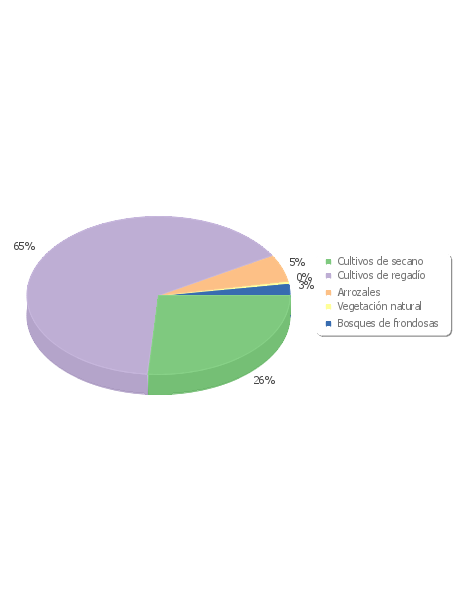 65%
5%
0%
3%
26%
Cultivos de secano
Cultivos de regadío
Arrozales
Vegetación natural
Bosques de frondosas